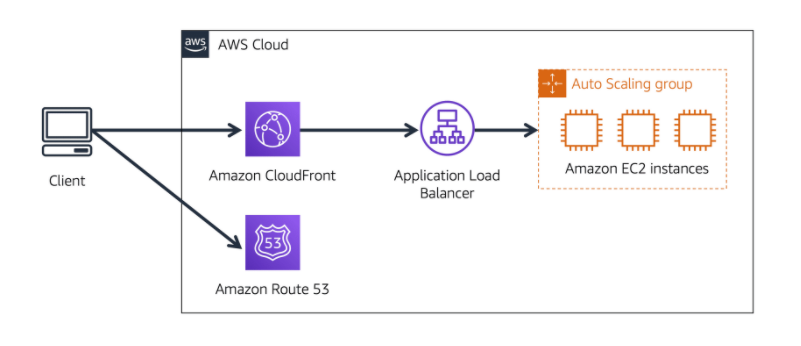 aws
AWS Cloud
Auto Scaling group
Client
Amazon CloudFront
Application Load
Balancer
Amazon EC2 instances
53
Amazon Route 53